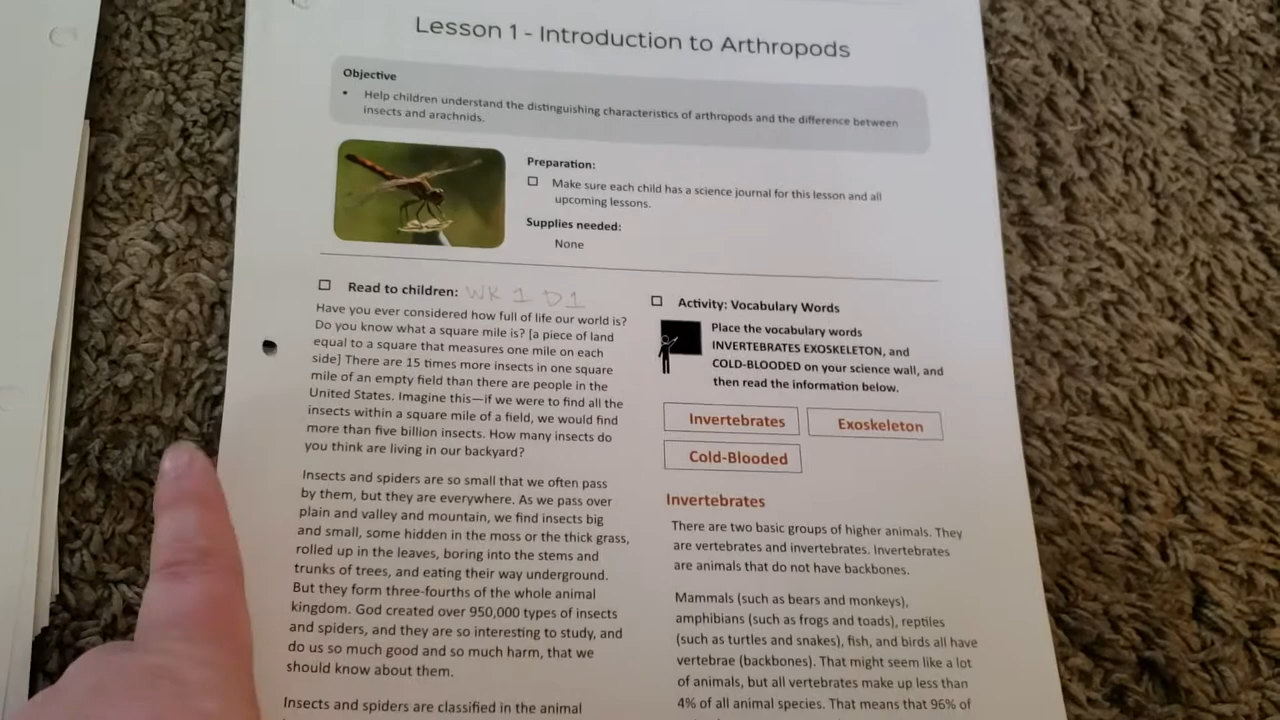 Lesson 1 - Introduction to Arthropods
Objective
• Help children understand the distinguishing characteristics of arthropods and the difference between
insects and arachnids.
Preparation:
☐ Make sure each child has a science journal for this lesson and all
upcoming lessons.
Supplies needed:
None
☐ Read to children: WK 1 D1
Have you ever considered how full of life our world is?
Do you know what a square mile is? [a piece of land
equal to a square that measures one mile on each
side] There are 15 times more insects in one square
mile of an empty field than there are people in the
United States. Imagine this—if we were to find all the
insects within a square mile of a field, we would find
more than five billion insects. How many insects do
you think are living in our backyard?
Insects and spiders are so small that we often pass
by them, but they are everywhere. As we pass over
plain and valley and mountain, we find insects big
and small, some hidden in the moss or the thick grass,
rolled up in the leaves, boring into the stems and
trunks of trees, and eating their way underground.
But they form three-fourths of the whole animal
kingdom. God created over 950,000 types of insects
and spiders, and they are so interesting to study, and
do us so much good and so much harm, that we
should know about them.
Insects and spiders are classified in the animal
☐ Activity: Vocabulary Words
Place the vocabulary words
INVERTEBRATES EXOSKELETON, and
COLD-BLOODED on your science wall, and
then read the information below.
Invertebrates
Exoskeleton
Cold-Blooded
Invertebrates
There are two basic groups of higher animals. They
are vertebrates and invertebrates. Invertebrates
are animals that do not have backbones.
Mammals (such as bears and monkeys),
amphibians (such as frogs and toads), reptiles
(such as turtles and snakes), fish, and birds all have
vertebrae (backbones). That might seem like a lot
of animals, but all vertebrates make up less than
4% of all animal species. That means that 96% of